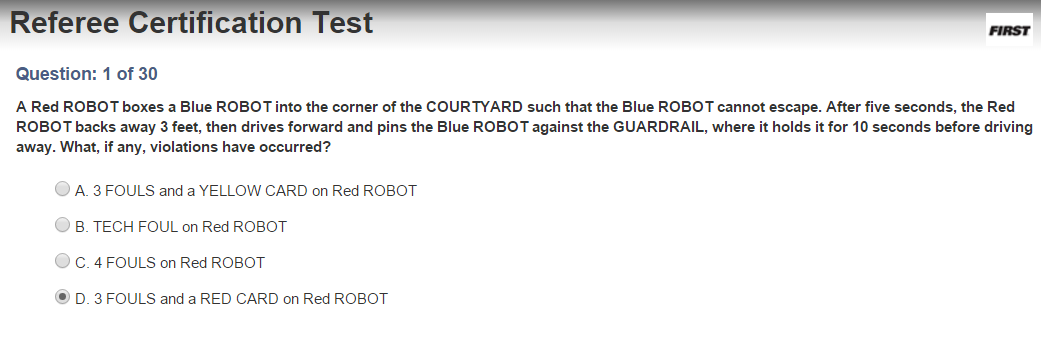 Referee Certification Test
FIRST
Question: 1 of 30
A Red ROBOT boxes a Blue ROBOT into the corner of the COURTYARD such that the Blue ROBOT cannot escape. After five seconds, the Red
ROBOT backs away 3 feet, then drives forward and pins the Blue ROBOT against the GUARDRAIL, where it holds it for 10 seconds before driving
away. What, if any, violations have occurred?
A. 3 FOULS and a YELLOW CARD on Red ROBOT
B. TECH FOUL on Red ROBOT
C. 4 FOULS on Red ROBOT
D. 3 FOULS and a RED CARD on Red ROBOT